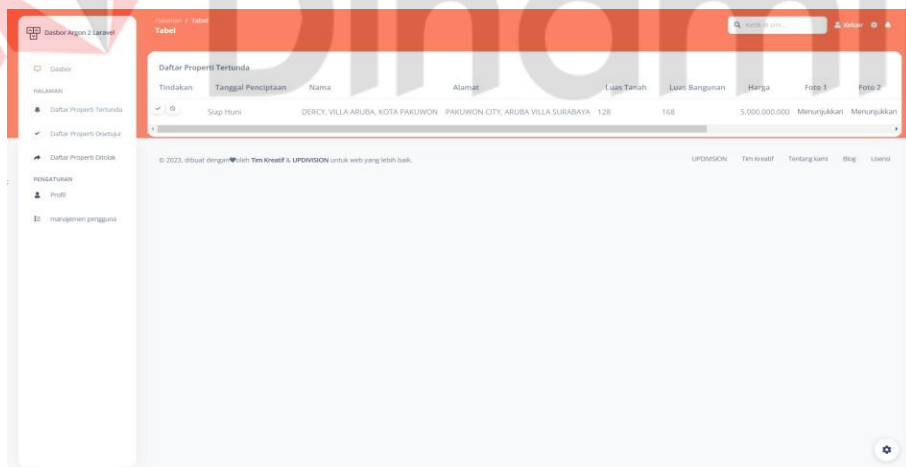 Dinami
Halaman / Tabel
Tabel
Ketik di sini...
Keluar
Dasbor Argon 2 Laravel
Dasbor
HALAMAN
Daftar Properti Tertunda
Daftar Properti Disetujui
Daftar Properti Ditolak
PENGATURAN
Profil
manajemen pengguna
Daftar Properti Tertunda
Tindakan Tanggal Penciptaan Nama Alamat Luas Tanah Luas Bangunan Harga Foto 1 Foto 2
Siap Huni DERCY, VILLA ARUBA, KOTA PAKUWON PAKUWON CITY, ARUBA VILLA SURABAYA 128 168 5.000.000.000 Menunjukkan Menunjukkan
© 2023, dibuat dengan oleh Tim Kreatif & UPDIVISION untuk web yang lebih baik.
UPDIVISION Tim Kreatif Tentang kami Blog Lisensi